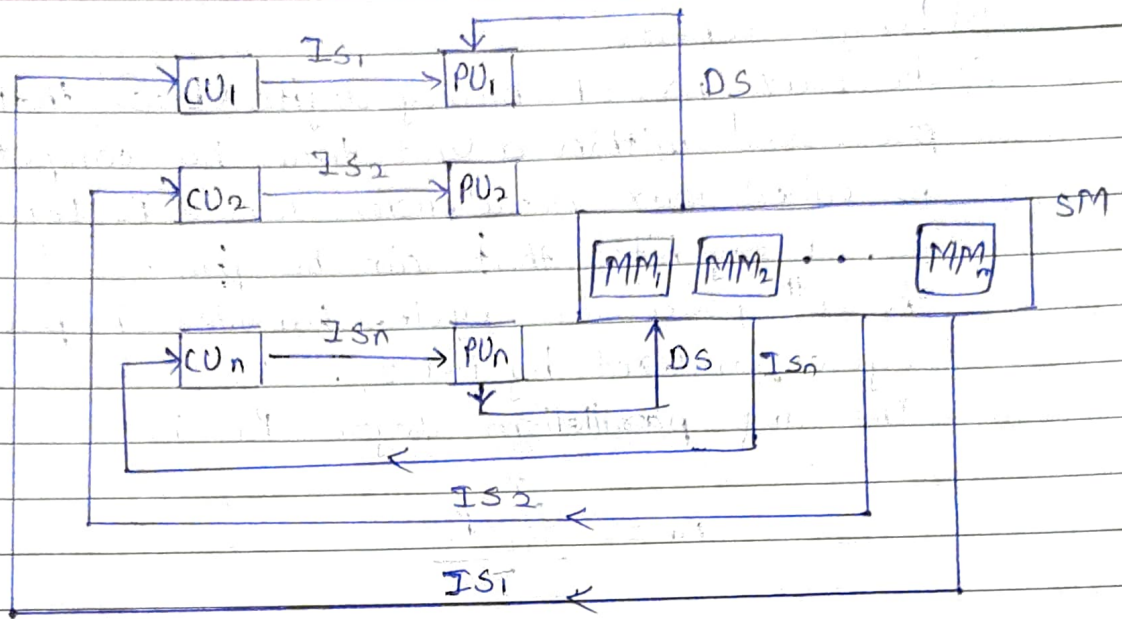 IS₁
CU₁ PU₁ DS
IS₂
CU₂ PU₂ SM
⋮ ⋮
MM₁ MM₂ . . . MMₙ
ISn
CUn PUn DS ISn
IS2
IS1